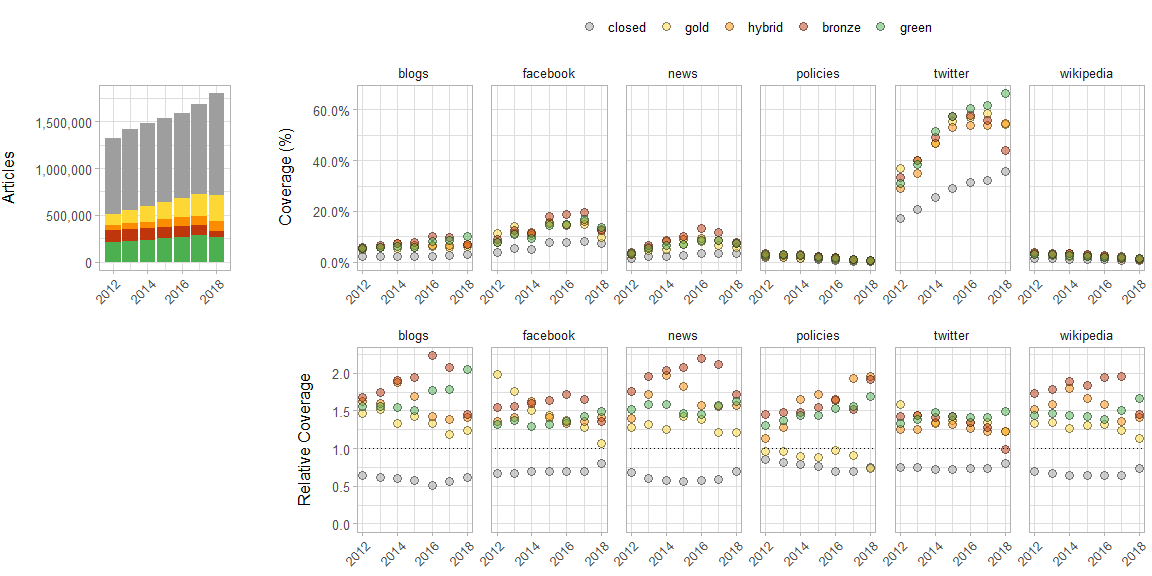 closed gold hybrid bronze green
blogs facebook news policies twitter wikipedia
Articles
1,500,000
1,000,000
500,000
0
2012 2014 2016 2018
Coverage (%)
60.0%
40.0%
20.0%
0.0%
2012 2014 2016 2018 2012 2014 2016 2018 2012 2014 2016 2018 2012 2014 2016 2018 2012 2014 2016 2018 2012 2014 2016 2018
blogs facebook news policies twitter wikipedia
Relative Coverage
2.0
1.5
1.0
0.5
0.0
2012 2014 2016 2018 2012 2014 2016 2018 2012 2014 2016 2018 2012 2014 2016 2018 2012 2014 2016 2018 2012 2014 2016 2018